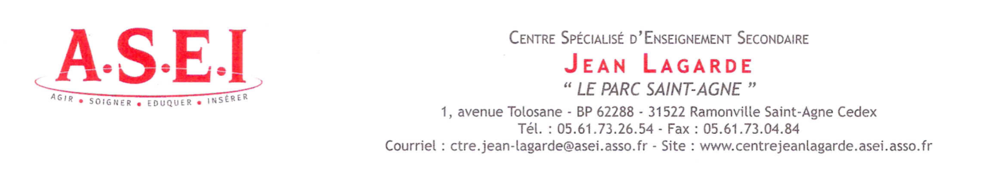 A.S.E.I
AGIR • SOIGNER • EDUQUER • INSÉRER
CENTRE SPÉCIALISÉ D'ENSEIGNEMENT SECONDAIRE
JEAN LAGARDE
“ LE PARC SAINT-AGNE ”
1, avenue Tolosane - BP 62288 - 31522 Ramonville Saint-Agne Cedex
Tél. : 05.61.73.26.54 - Fax : 05.61.73.04.84
Courriel : ctre.jean-lagarde@asei.asso.fr - Site : www.centrejeanlagarde.asei.asso.fr